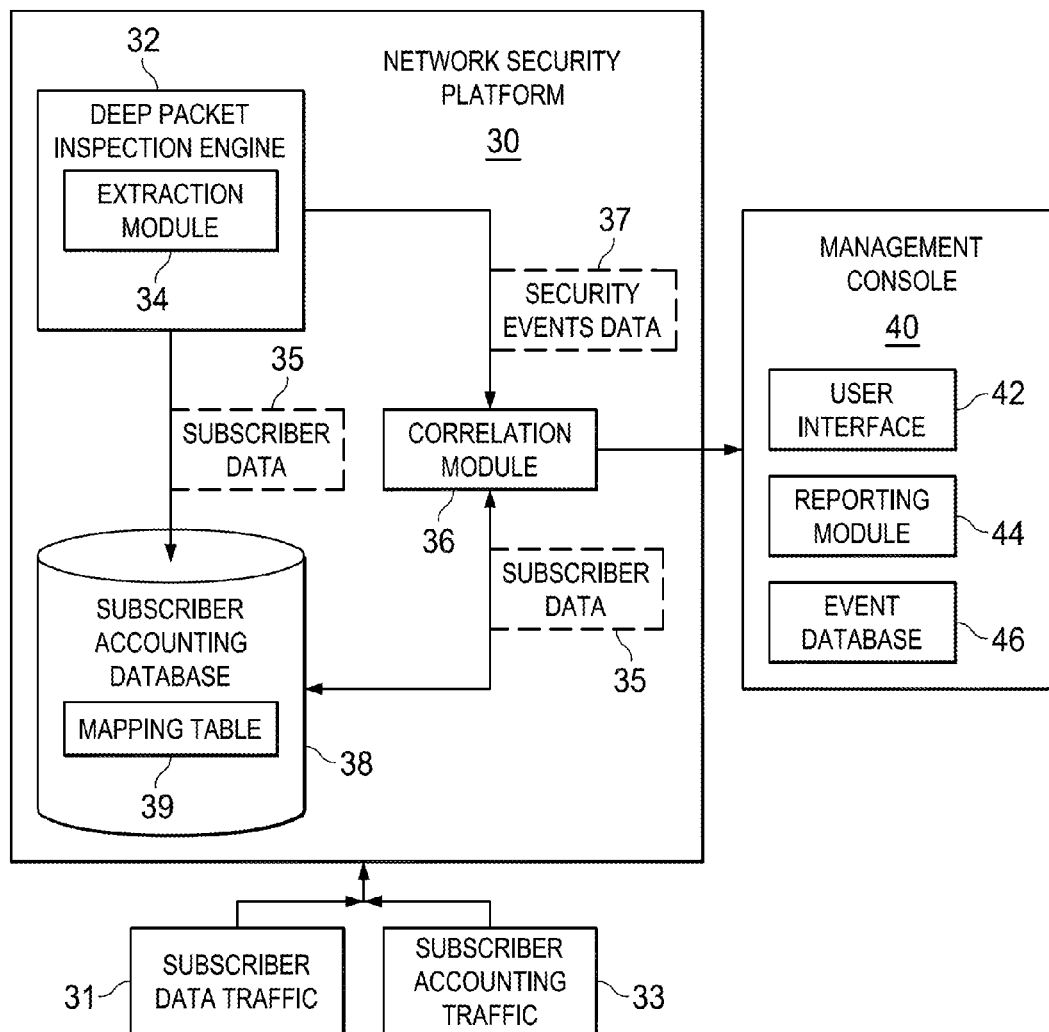 32
NETWORK SECURITY
PLATFORM
30
DEEP PACKET
INSPECTION ENGINE
EXTRACTION
MODULE
34
37
SECURITY
EVENTS DATA
MANAGEMENT
CONSOLE
40
USER
INTERFACE
42
35
SUBSCRIBER
DATA
CORRELATION
MODULE
36
REPORTING
MODULE
44
SUBSCRIBER
DATA
35
EVENT
DATABASE
46
SUBSCRIBER
ACCOUNTING
DATABASE
MAPPING TABLE
39
38
SUBSCRIBER
DATA TRAFFIC
31
SUBSCRIBER
ACCOUNTING
TRAFFIC
33